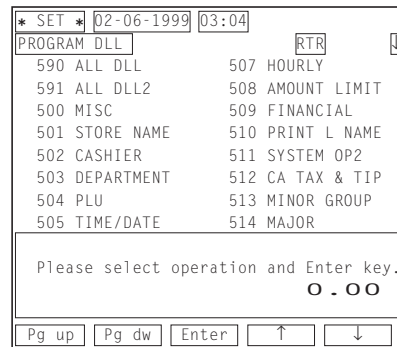 * SET * 02-06-1999 03:04
PROGRAM DLL RTR ↓
590 ALL DLL 507 HOURLY
591 ALL DLL2 508 AMOUNT LIMIT
500 MISC 509 FINANCIAL
501 STORE NAME 510 PRINT L NAME
502 CASHIER 511 SYSTEM OP2
503 DEPARTMENT 512 CA TAX & TIP
504 PLU 513 MINOR GROUP
505 TIME/DATE 514 MAJOR
Please select operation and Enter key.
0.00
Pg up Pg dw Enter ↑ ↓